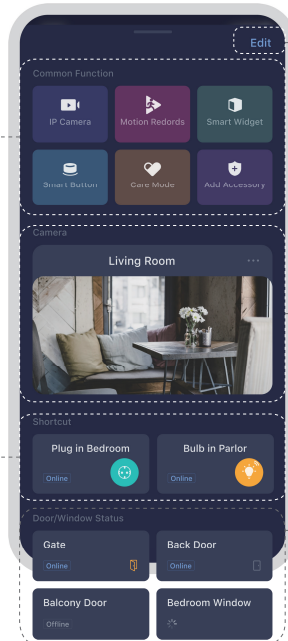 Edit
Common Function
IP Camera
Motion Redords
Smart Widget
Smart Button
Care Mode
Add Accessory
Camera
Living Room
Shortcut
Plug in Bedroom
Bulb in Parlor
Online
Online
Door/Window Status
Gate
Back Door
Online
Online
Balcony Door
Bedroom Window
Offline